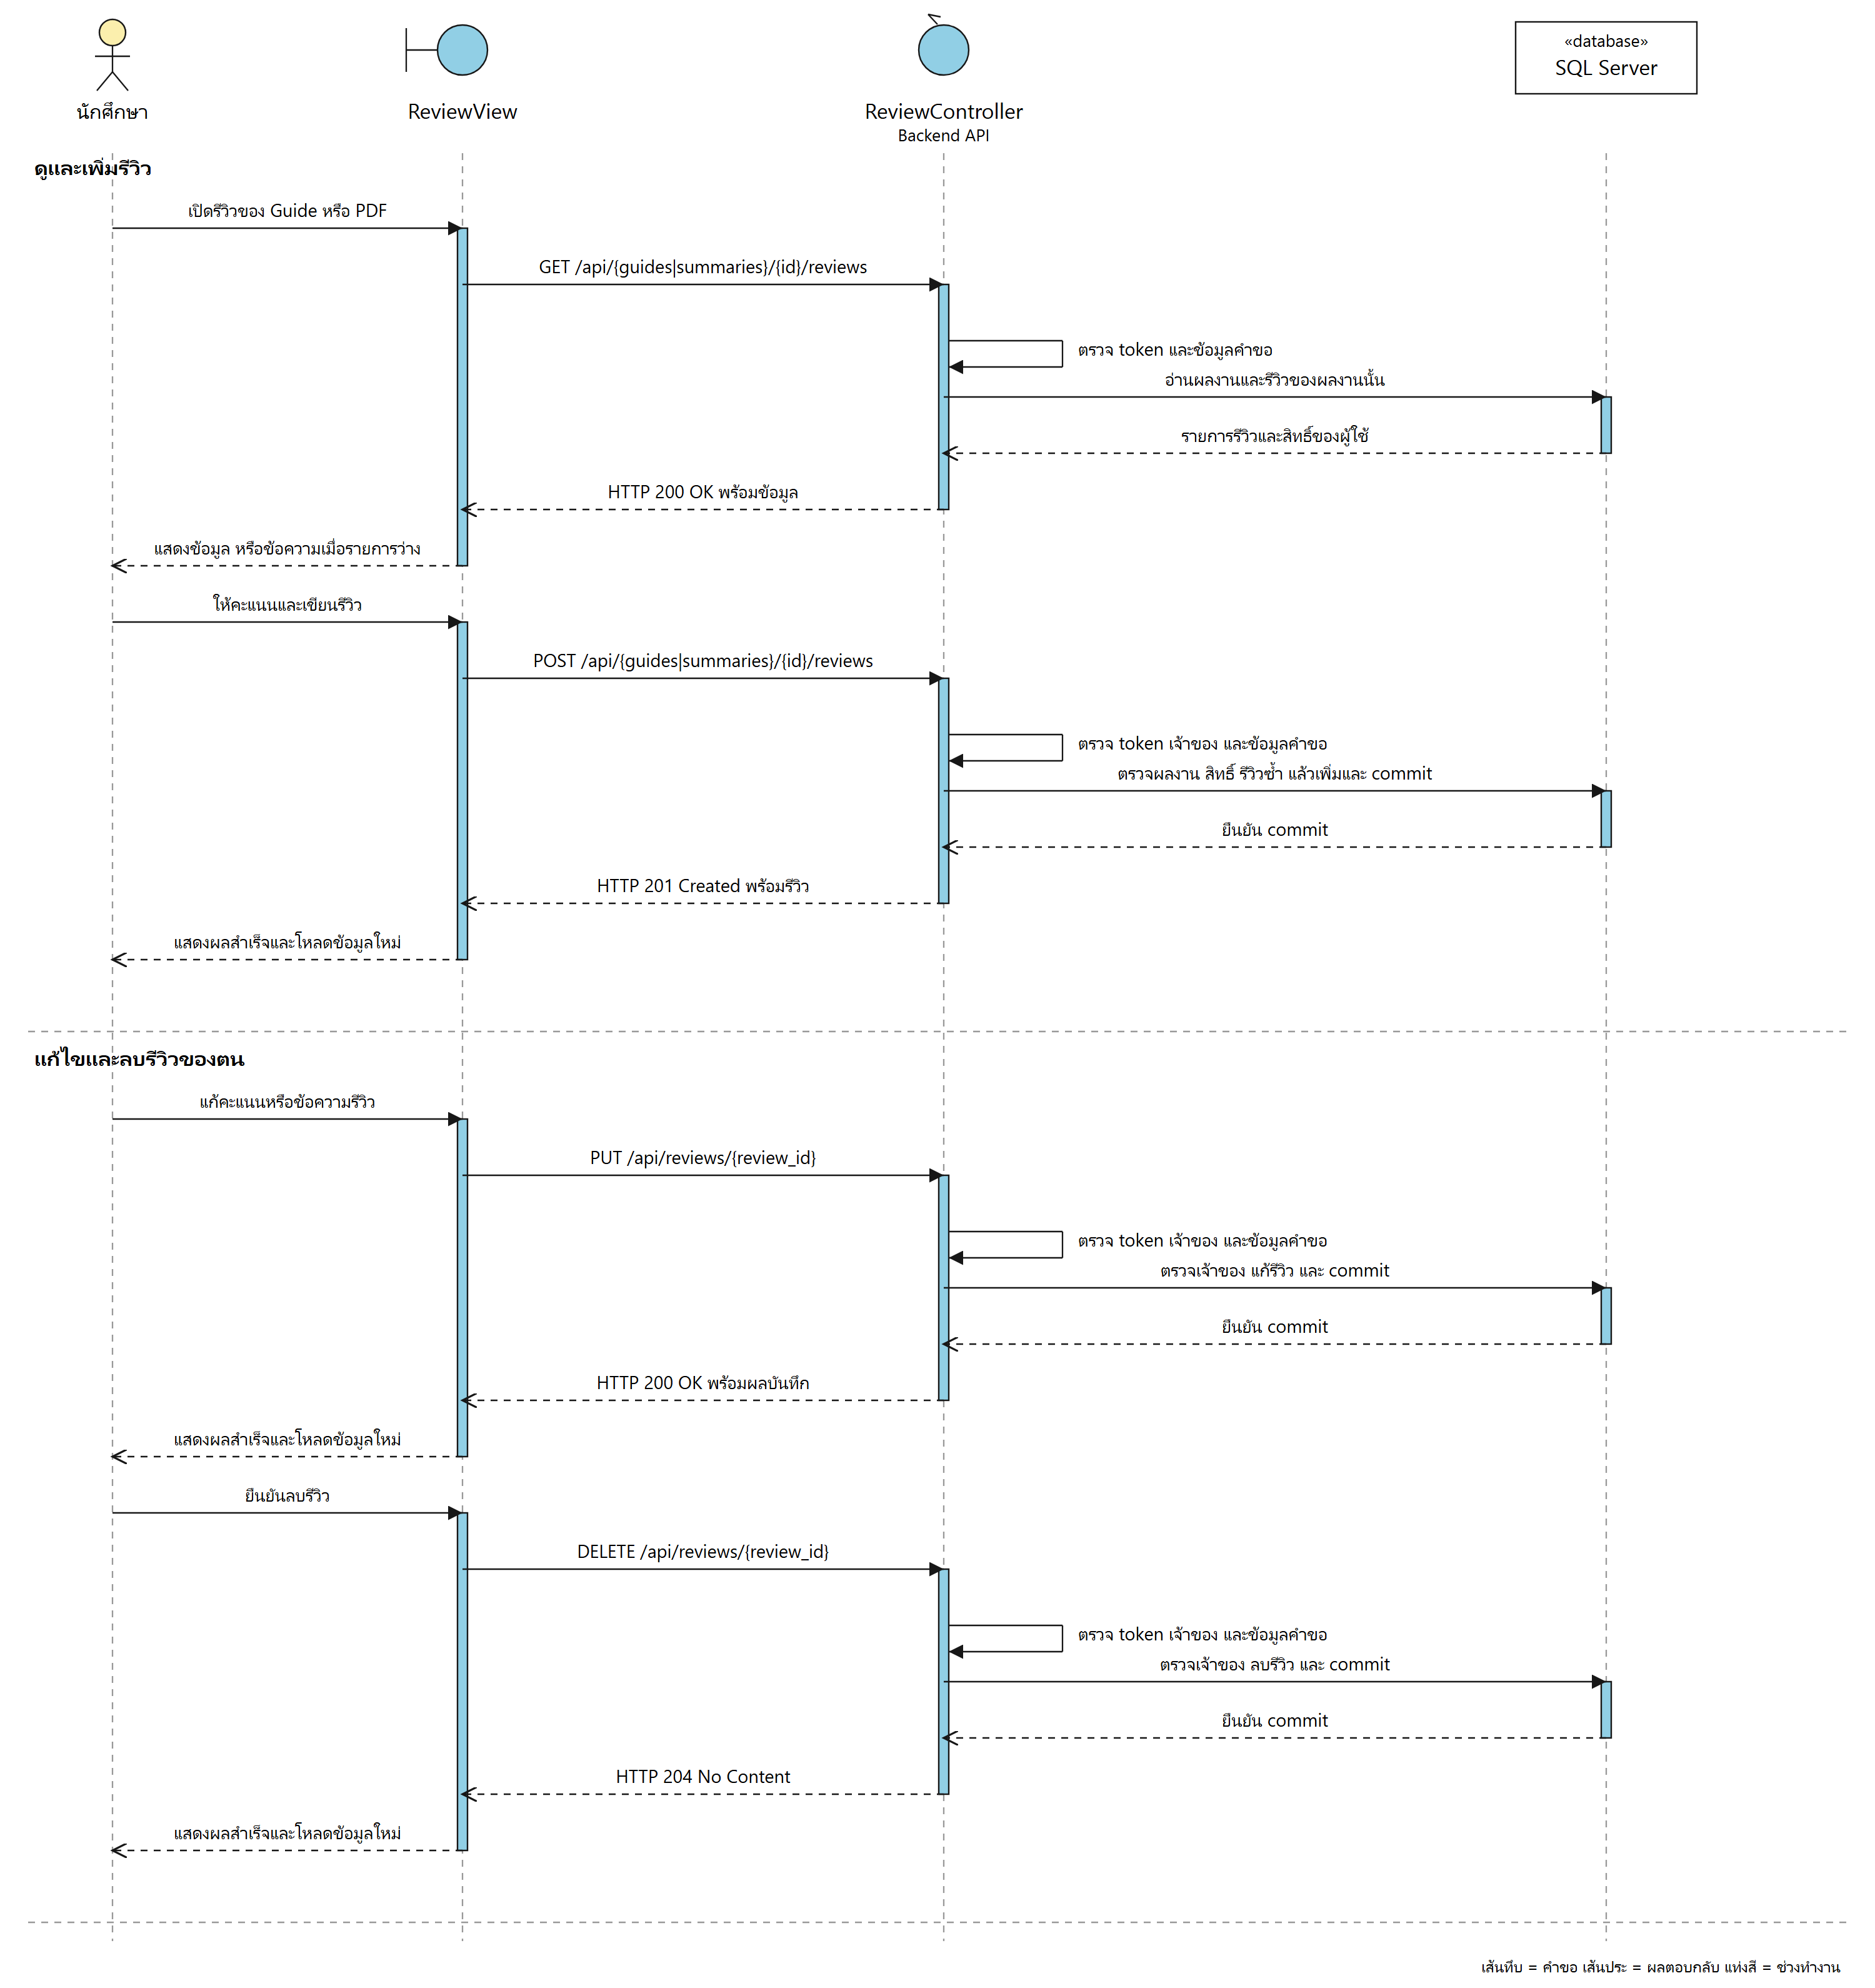 นักศึกษา
ReviewView
ReviewController
Backend API
«database»
SQL Server
ดูและเพิ่มรีวิว
เปิดรีวิวของ Guide หรือ PDF
GET /api/{guides|summaries}/{id}/reviews
ตรวจ token และข้อมูลคำขอ
อ่านผลงานและรีวิวของผลงานนั้น
รายการรีวิวและสิทธิ์ของผู้ใช้
HTTP 200 OK พร้อมข้อมูล
แสดงข้อมูล หรือข้อความเมื่อรายการว่าง
ให้คะแนนและเขียนรีวิว
POST /api/{guides|summaries}/{id}/reviews
ตรวจ token เจ้าของ และข้อมูลคำขอ
ตรวจผลงาน สิทธิ์ รีวิวซ้ำ แล้วเพิ่มและ commit
ยืนยัน commit
HTTP 201 Created พร้อมรีวิว
แสดงผลสำเร็จและโหลดข้อมูลใหม่
แก้ไขและลบรีวิวของตน
แก้คะแนนหรือข้อความรีวิว
PUT /api/reviews/{review_id}
ตรวจ token เจ้าของ และข้อมูลคำขอ
ตรวจเจ้าของ แก้รีวิว และ commit
ยืนยัน commit
HTTP 200 OK พร้อมผลบันทึก
แสดงผลสำเร็จและโหลดข้อมูลใหม่
ยืนยันลบรีวิว
DELETE /api/reviews/{review_id}
ตรวจ token เจ้าของ และข้อมูลคำขอ
ตรวจเจ้าของ ลบรีวิว และ commit
ยืนยัน commit
HTTP 204 No Content
แสดงผลสำเร็จและโหลดข้อมูลใหม่
เส้นทึบ = คำขอ เส้นประ = ผลตอบกลับ แท่งสี = ช่วงทำงาน